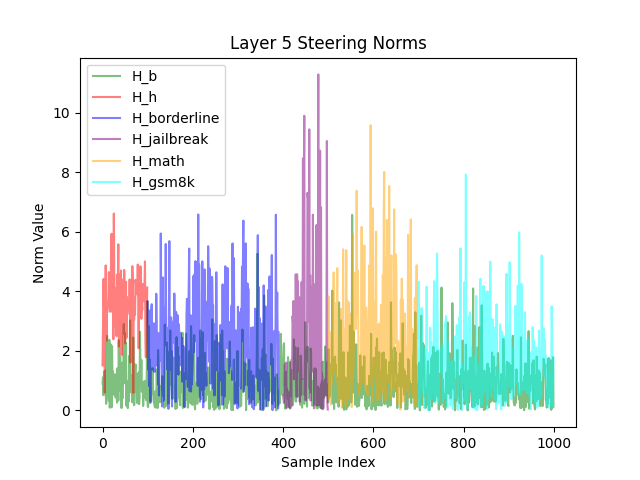 Layer 5 Steering Norms
H_b
H_h
H_borderline
H_jailbreak
H_math
H_gsm8k
Norm Value
10
8
6
4
2
0
0 200 400 600 800 1000
Sample Index